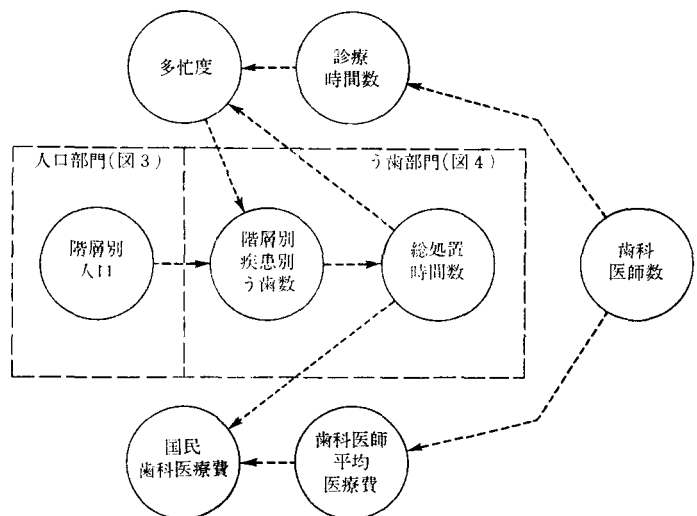 多忙度
診療
時間数
人口部門(図3)
う歯部門(図4)
階層別
人口
階層別
疾患別
う歯数
総処置
時間数
歯科
医師数
国民
歯科医療費
歯科医師
平均
医療費